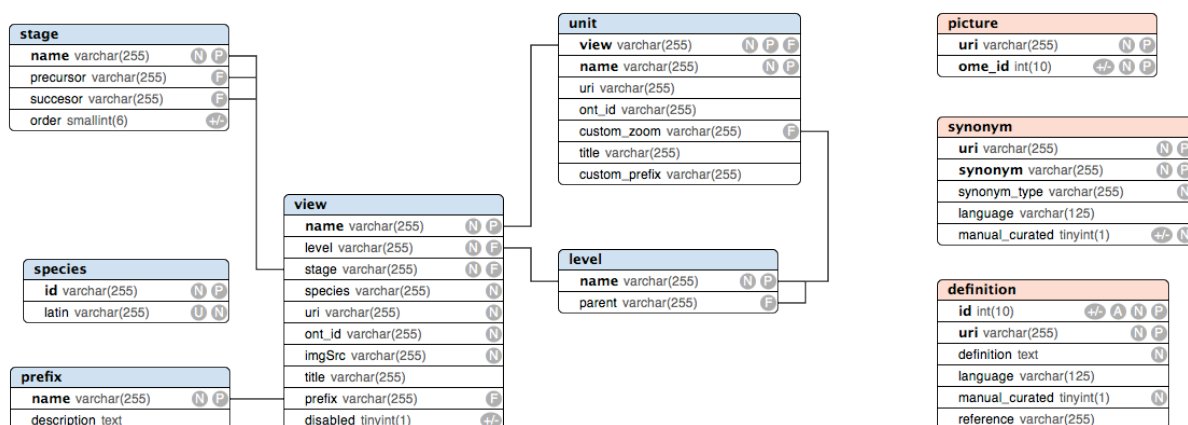 stage
name varchar(255) N P
precursor varchar(255) F
succesor varchar(255) F
order smallint(6) +/-
species
id varchar(255) N P
latin varchar(255) U N
prefix
name varchar(255) N P
description text
view
name varchar(255) N P
level varchar(255) N F
stage varchar(255) N F
species varchar(255) N
uri varchar(255) N
ont_id varchar(255) N
imgSrc varchar(255) N
title varchar(255)
prefix varchar(255) F
disabled tinyint(1) +/-
unit
view varchar(255) N P F
name varchar(255) N P
uri varchar(255)
ont_id varchar(255)
custom_zoom varchar(255) F
title varchar(255)
custom_prefix varchar(255)
level
name varchar(255) N P
parent varchar(255) F
picture
uri varchar(255) N P
ome_id int(10) +/- N P
synonym
uri varchar(255) N P
synonym varchar(255) N P
synonym_type varchar(255) N
language varchar(125)
manual_curated tinyint(1) +/- N
definition
id int(10) +/- A N P
uri varchar(255) N P
definition text N
language varchar(125)
manual_curated tinyint(1) N
reference varchar(255)